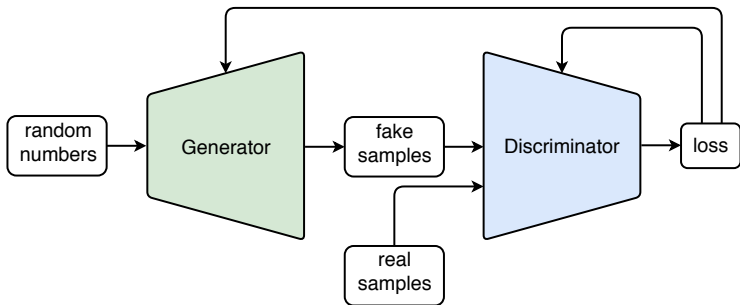 random
numbers
Generator
fake
samples
Discriminator
loss
real
samples